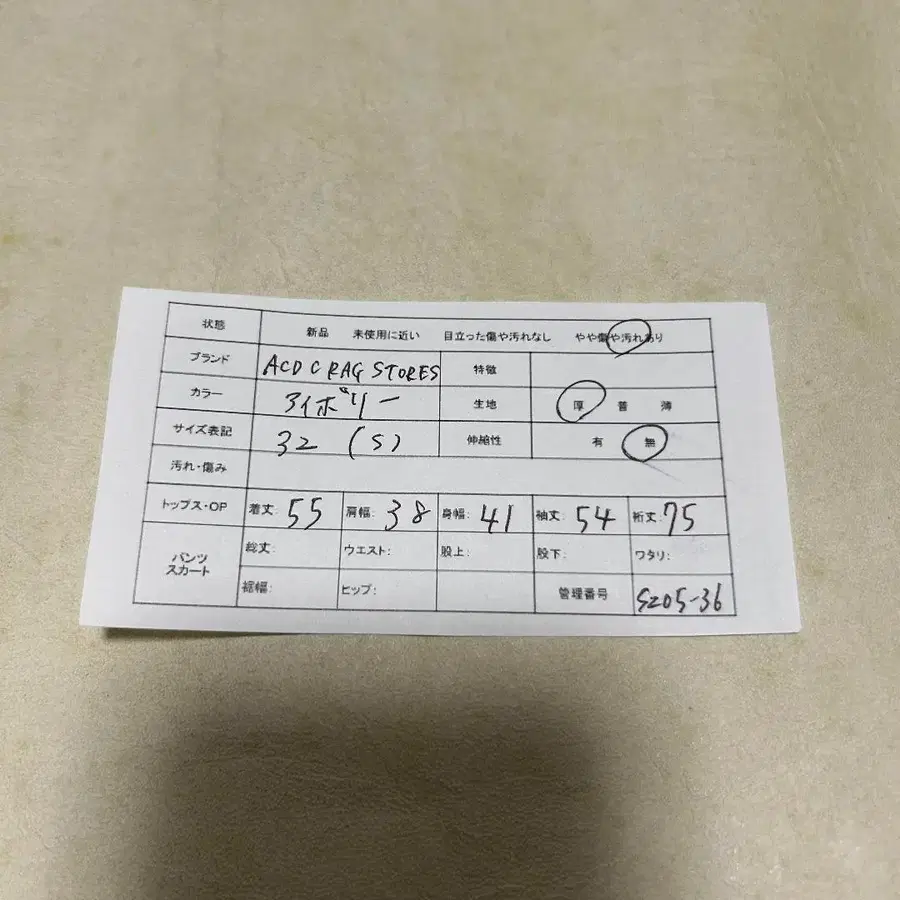 状態 新品 未使用に近い 目立った傷や汚れなし やや傷や汚れあり
ブランド ACD C RAG STORES 特徴
カラー アイボリー 生地 厚 普 薄
サイズ表記 32 (S) 伸縮性 有 無
汚れ・傷み
トップス・OP 着丈: 55 肩幅: 38 身幅: 41 袖丈: 54 裄丈: 75
パンツ スカート 総丈: ウエスト: 股上: 股下: ワタリ:
裾幅: ヒップ: 管理番号 SZ05-36